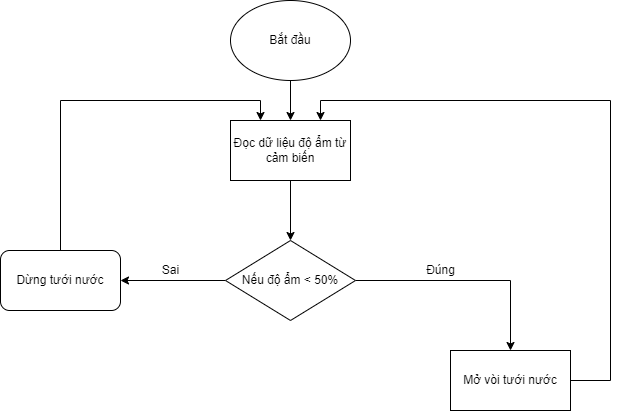 Bắt đầu
Đọc dữ liệu độ ẩm từ
cảm biến
Nếu độ ẩm < 50%
Sai
Đúng
Dừng tưới nước
Mở vòi tưới nước